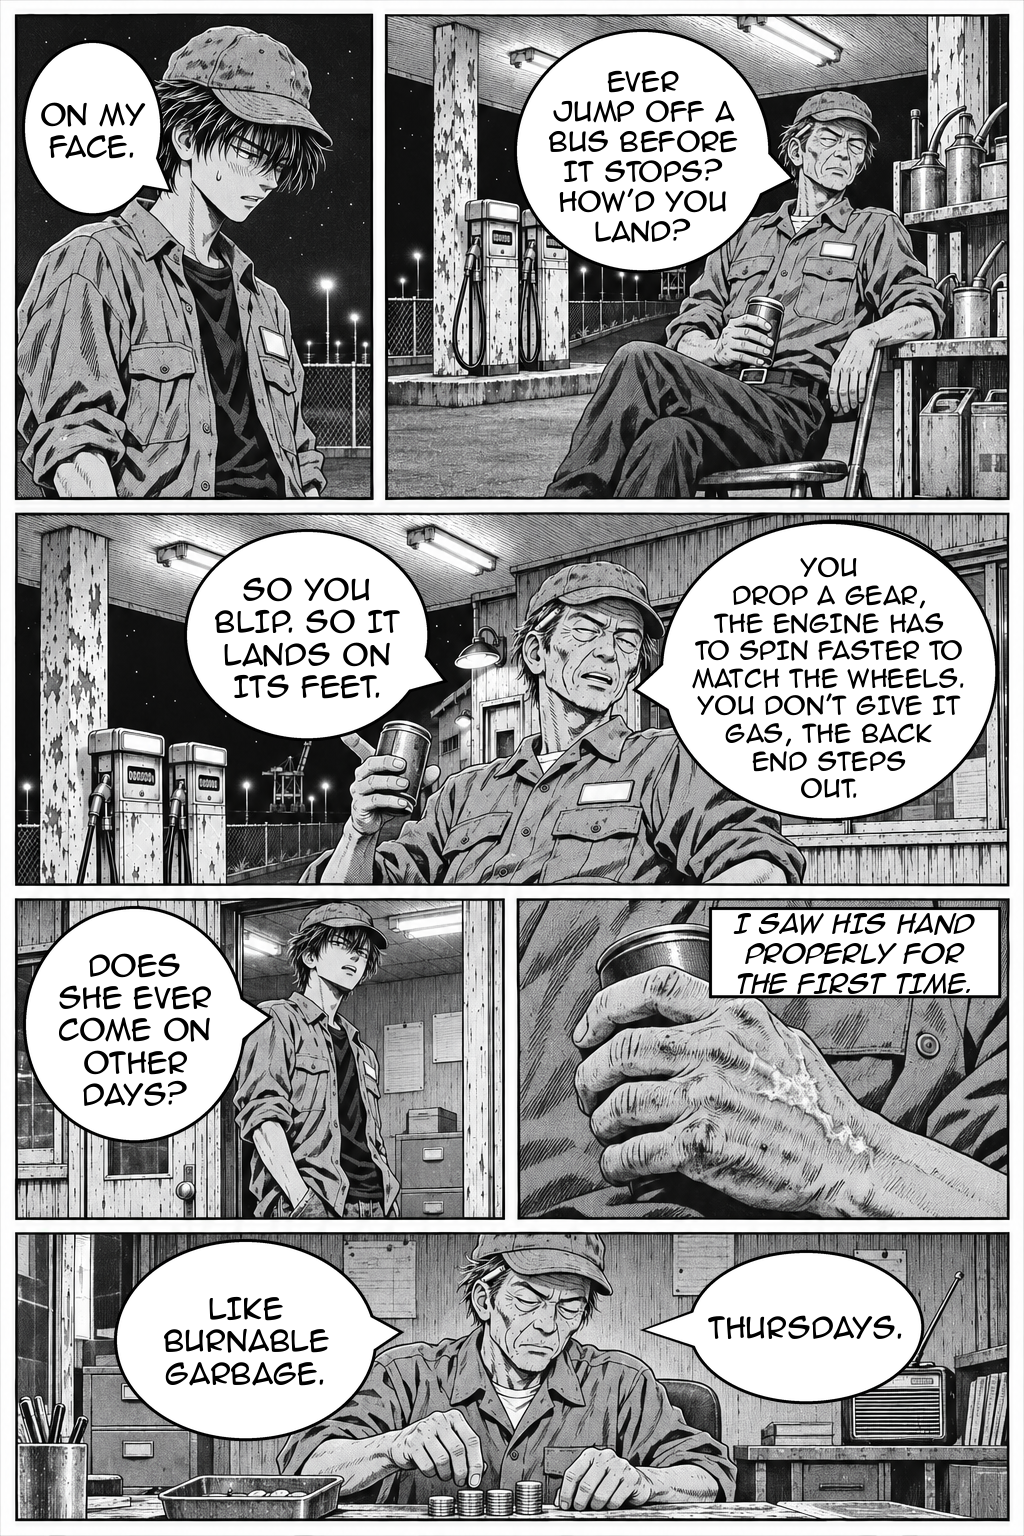 EVER
JUMP OFF A
BUS BEFORE
IT STOPS?
HOW'D YOU
LAND?
ON MY
FACE.
YOU
DROP A GEAR,
THE ENGINE HAS
TO SPIN FASTER TO
MATCH THE WHEELS.
YOU DON'T GIVE IT
GAS, THE BACK
END STEPS
OUT.
SO YOU
BLIP. SO IT
LANDS ON
ITS FEET.
I SAW HIS HAND
PROPERLY FOR
THE FIRST TIME.
DOES
SHE EVER
COME ON
OTHER
DAYS?
THURSDAYS.
LIKE
BURNABLE
GARBAGE.